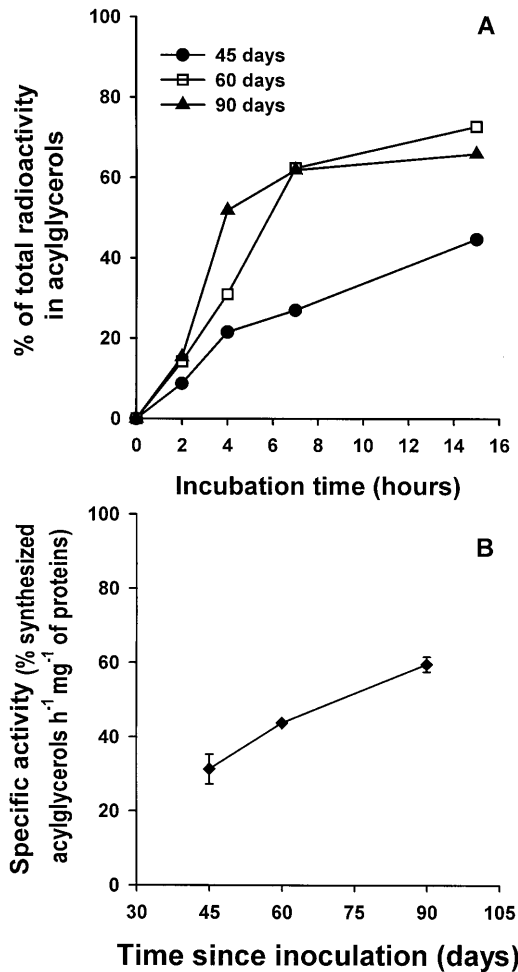 A
100
80
60
40
20
0
45 days
60 days
90 days
% of total radioactivity
in acylglycerols
0 2 4 6 8 10 12 14 16
Incubation time (hours)
B
100
80
60
40
20
0
Specific activity (% synthesized
acylglycerols h⁻¹ mg⁻¹ of proteins)
30 45 60 75 90 105
Time since inoculation (days)